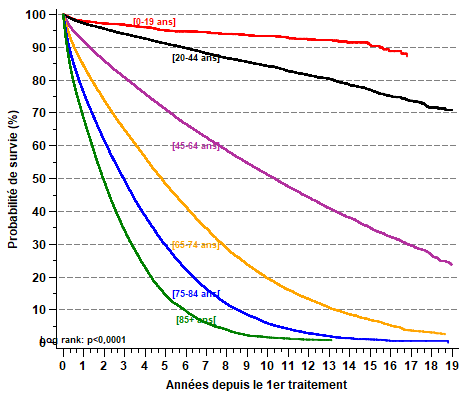 Probabilité de survie (%)
100
90
80
70
60
50
40
30
20
10
0
[0-19 ans]
[20-44 ans]
[45-64 ans]
[65-74 ans]
[75-84 ans[
[85+ ans[
Log rank: p<0,0001
0 1 2 3 4 5 6 7 8 9 10 11 12 13 14 15 16 17 18 19
Années depuis le 1er traitement